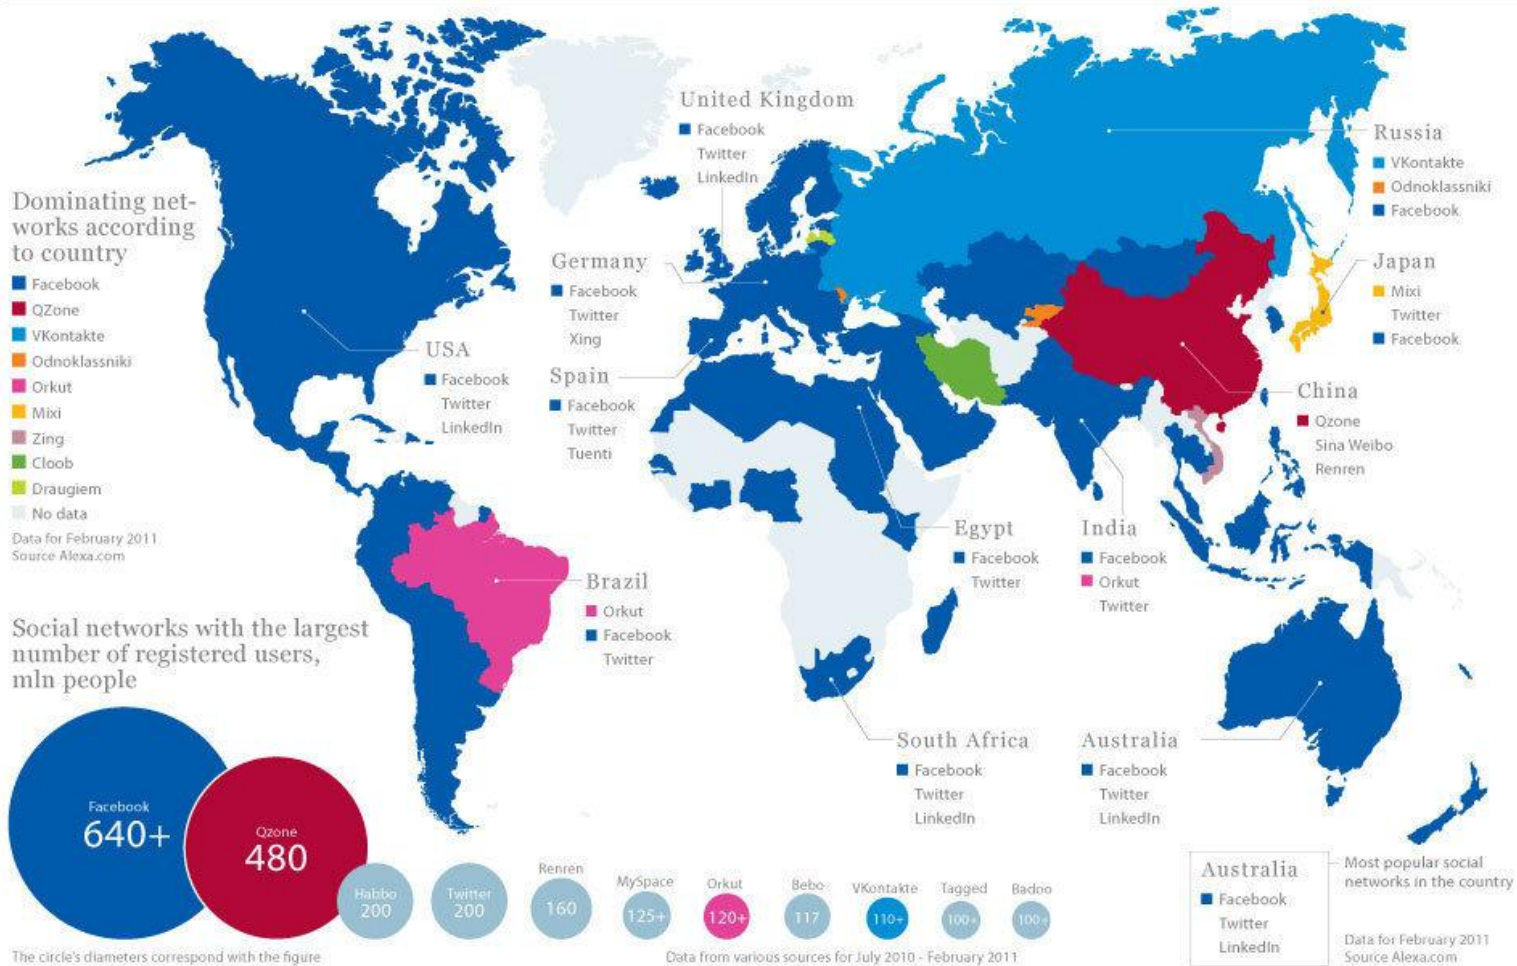 Dominating net-
works according
to country
Facebook
QZone
VKontakte
Odnoklassniki
Orkut
Mixi
Zing
Cloob
Draugiem
No data
Data for February 2011
Source Alexa.com
United Kingdom
Facebook
Twitter
LinkedIn
Germany
Facebook
Twitter
Xing
Spain
Facebook
Twitter
Tuenti
USA
Facebook
Twitter
LinkedIn
Russia
VKontakte
Odnoklassniki
Facebook
Japan
Mixi
Twitter
Facebook
China
Qzone
Sina Weibo
Renren
Egypt
Facebook
Twitter
India
Facebook
Orkut
Twitter
Brazil
Orkut
Facebook
Twitter
South Africa
Facebook
Twitter
LinkedIn
Australia
Facebook
Twitter
LinkedIn
Social networks with the largest
number of registered users,
mln people
Facebook
640+
Qzone
480
Habbo
200
Twitter
200
Renren
160
MySpace
125+
Orkut
120+
Bebo
117
VKontakte
110+
Tagged
100+
Badoo
100+
The circle's diameters correspond with the figure
Data from various sources for July 2010 - February 2011
Australia
Facebook
Twitter
LinkedIn
Most popular social
networks in the country
Data for February 2011
Source Alexa.com